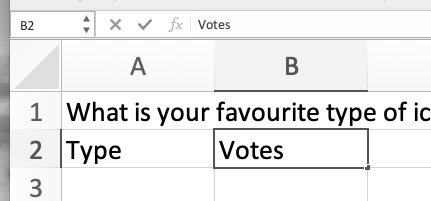 B2 fx Votes
A B
1 What is your favourite type of ic
2 Type Votes
3